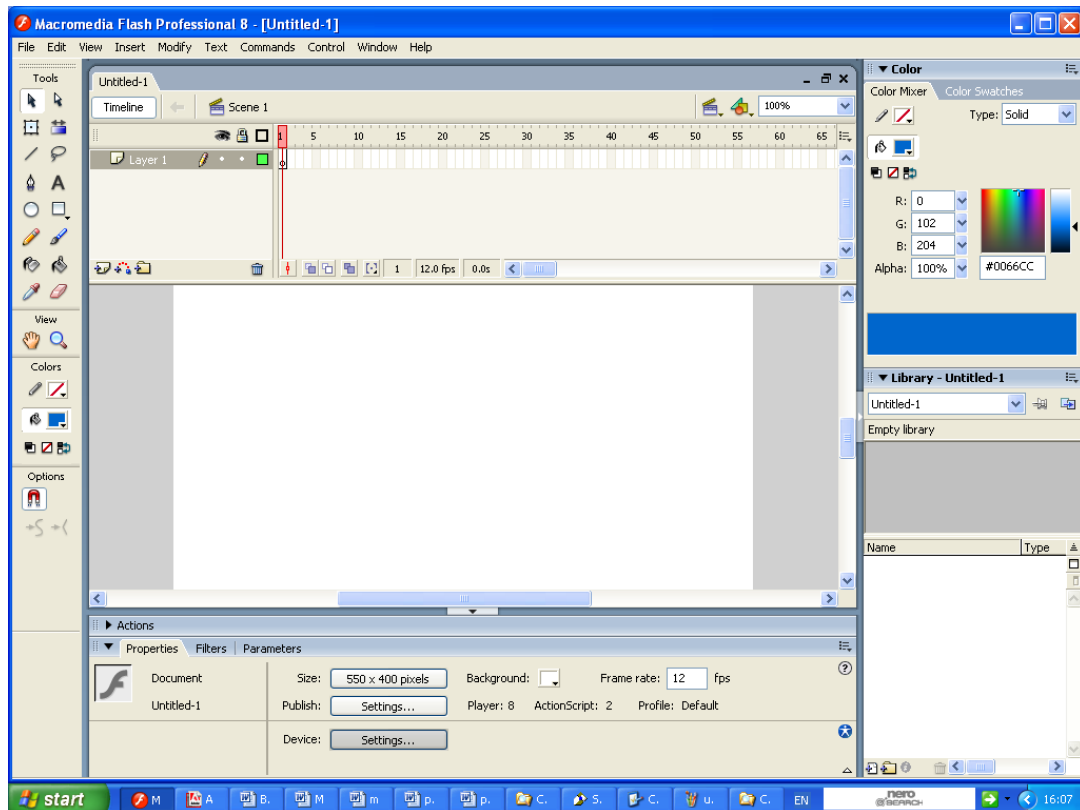 Macromedia Flash Professional 8 - [Untitled-1]
File Edit View Insert Modify Text Commands Control Window Help
Tools
View
Colors
Options
Untitled-1
Timeline Scene 1 100%
1 5 10 15 20 25 30 35 40 45 50 55 60 65
Layer 1
1 12.0 fps 0.0s
Actions
Properties Filters Parameters
Document Size: 550 x 400 pixels Background: Frame rate: 12 fps
Untitled-1 Publish: Settings... Player: 8 ActionScript: 2 Profile: Default
Device: Settings...
Color
Color Mixer Color Swatches
Type: Solid
R: 0
G: 102
B: 204
Alpha: 100% #0066CC
Library - Untitled-1
Untitled-1
Empty library
Name Type
start M A B. M m p. p. C. S. C. u. C. EN nero SEARCH 16:07